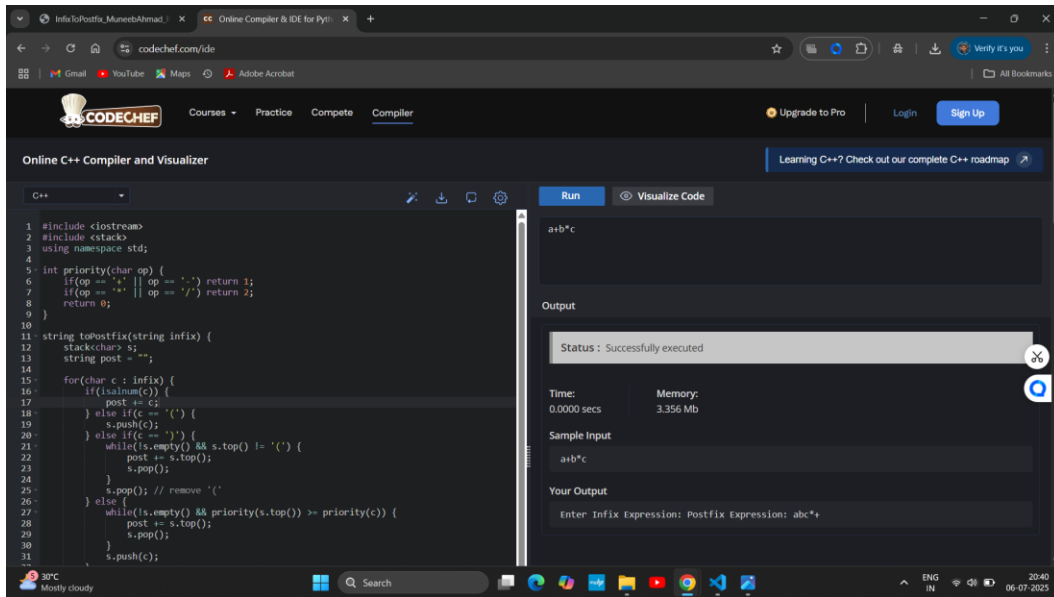 InfixToPostfix_MuneebAhmad_
Online Compiler & IDE for Pyth
codechef.com/ide
Verify it's you
Gmail
YouTube
Maps
Adobe Acrobat
All Bookmarks
CODECHEF
Courses
Practice
Compete
Compiler
Upgrade to Pro
Login
Sign Up
Online C++ Compiler and Visualizer
Learning C++? Check out our complete C++ roadmap
C++
Run
Visualize Code
1 #include <iostream>
2 #include <stack>
3 using namespace std;
4
5 int priority(char op) {
6     if(op == '+' || op == '-') return 1;
7     if(op == '*' || op == '/') return 2;
8     return 0;
9 }
10
11 string toPostfix(string infix) {
12     stack<char> s;
13     string post = "";
14
15     for(char c : infix) {
16         if(isalnum(c)) {
17             post += c;
18         } else if(c == '(') {
19             s.push(c);
20         } else if(c == ')') {
21             while(!s.empty() && s.top() != '(') {
22                 post += s.top();
23                 s.pop();
24             }
25             s.pop(); // remove '('
26         } else {
27             while(!s.empty() && priority(s.top()) >= priority(c)) {
28                 post += s.top();
29                 s.pop();
30             }
31             s.push(c);
a+b*c
Output
Status : Successfully executed
Time:
Memory:
0.0000 secs
3.356 Mb
Sample Input
a+b*c
Your Output
Enter Infix Expression: Postfix Expression: abc*+
5
30°C
Mostly cloudy
Search
ENG
IN
20:40
06-07-2025